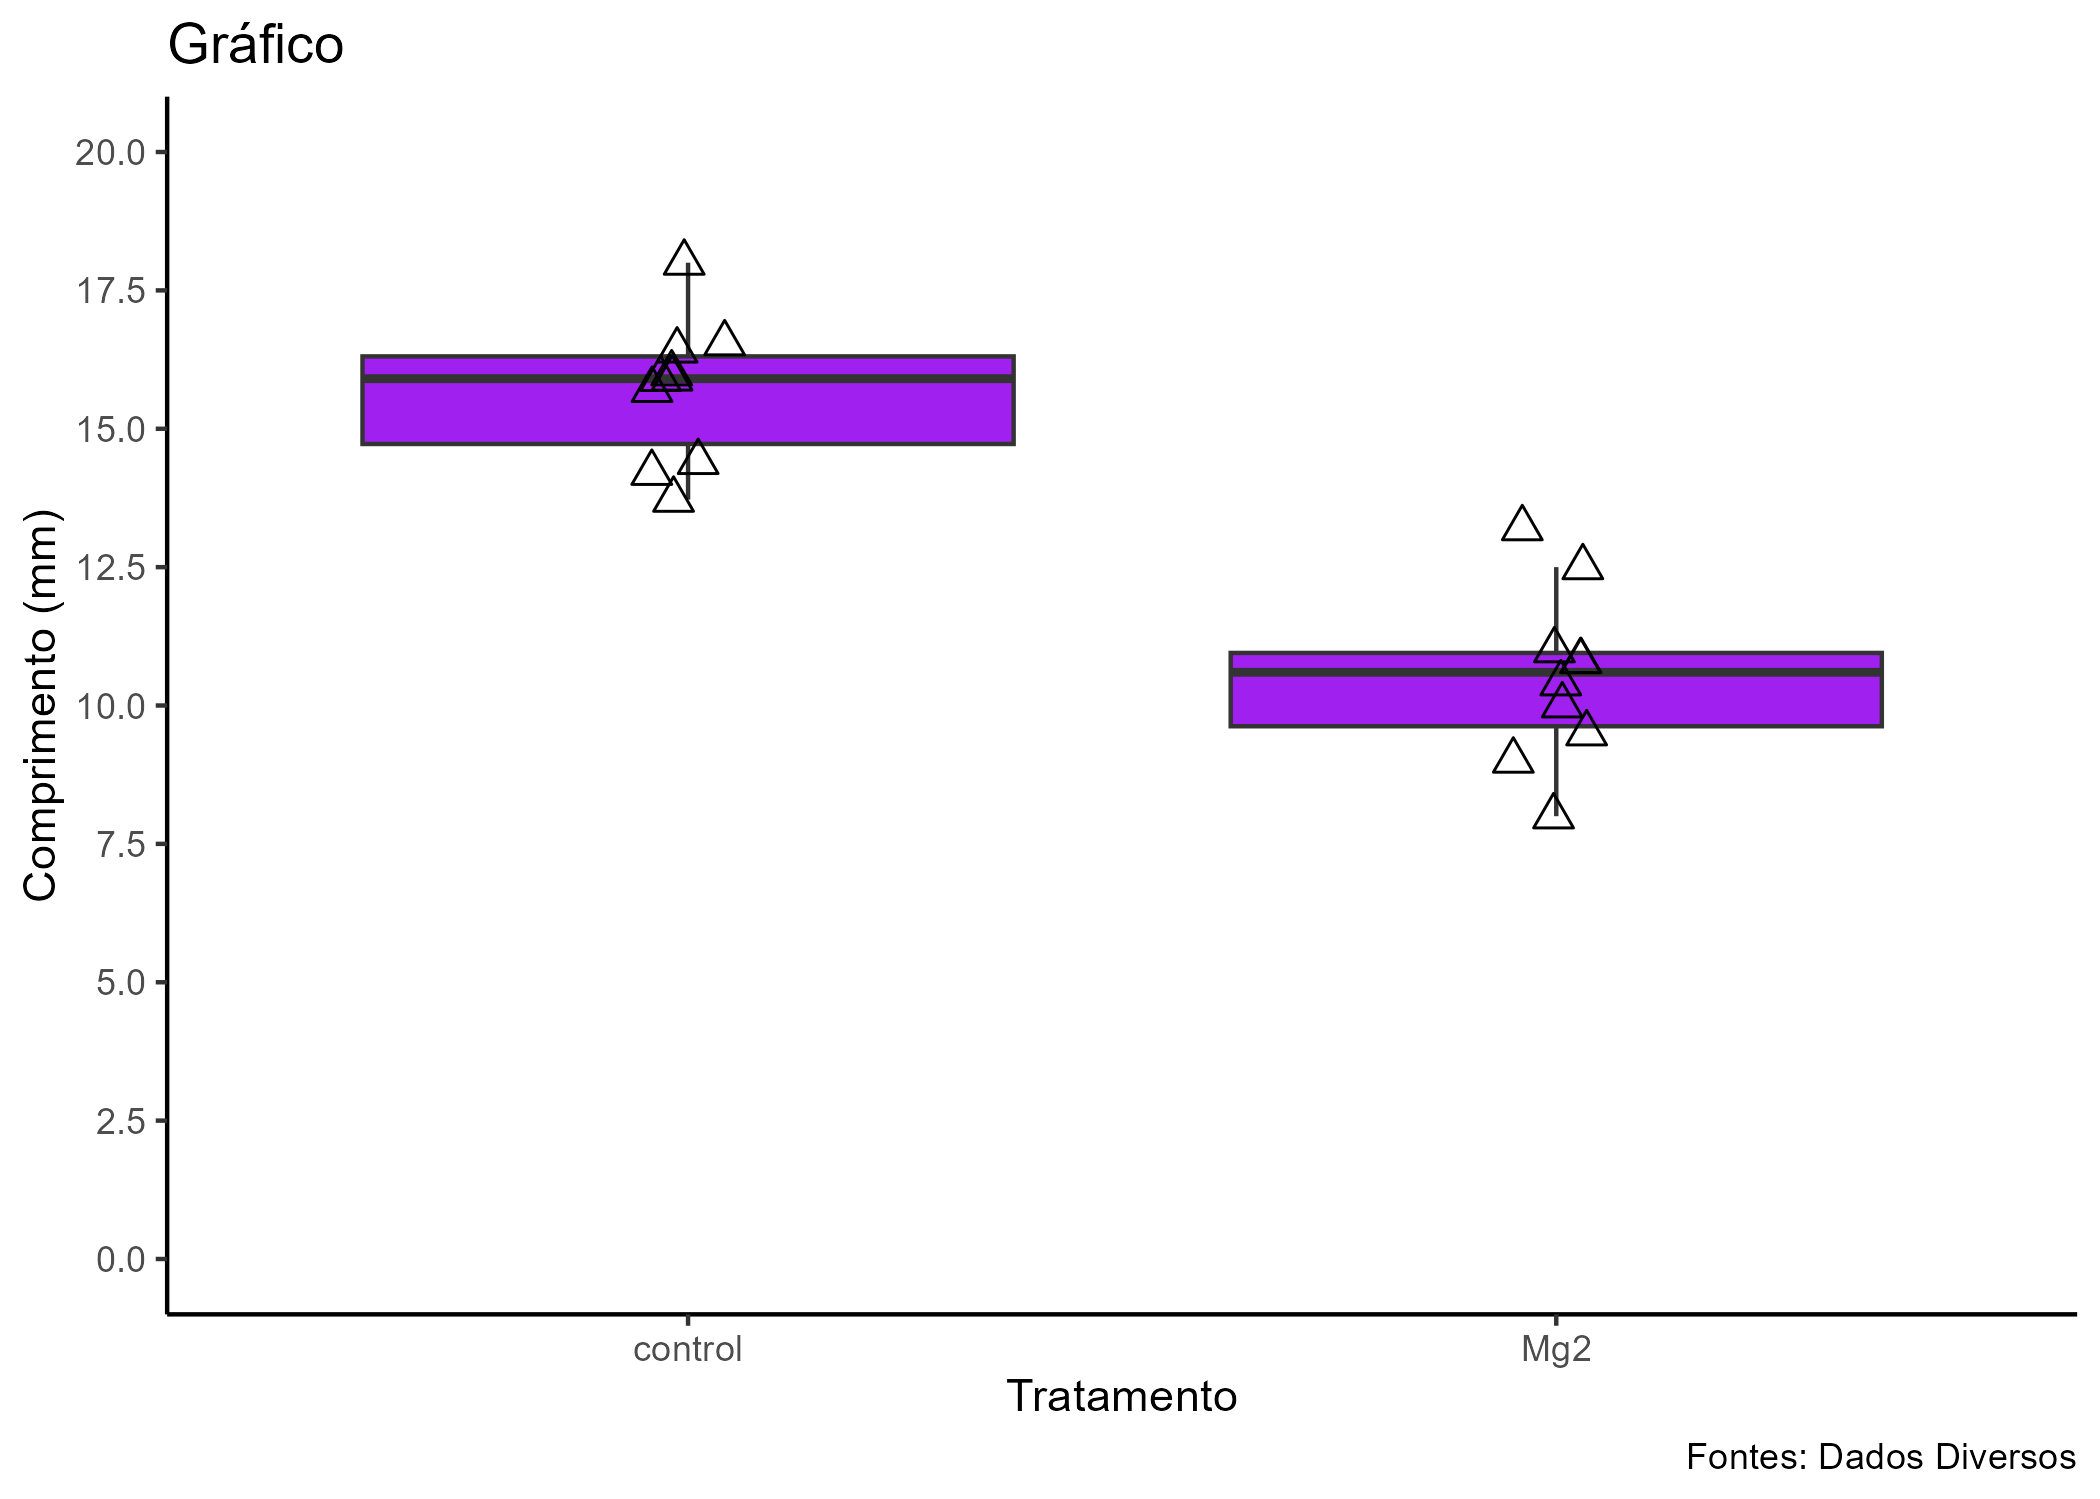 Gráfico
20.0
17.5
15.0
12.5
10.0
7.5
5.0
2.5
0.0
Comprimento (mm)
control
Mg2
Tratamento
Fontes: Dados Diversos